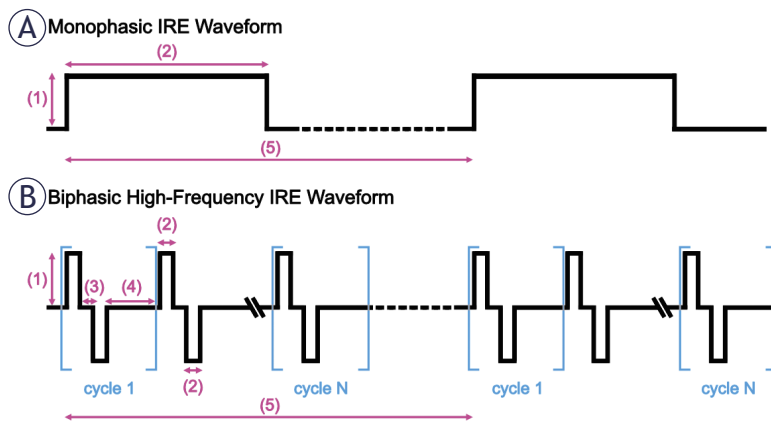 A Monophasic IRE Waveform
(2)
(1)
(5)
B Biphasic High-Frequency IRE Waveform
(2)
(1) (3) (4)
cycle 1 (2) cycle N cycle 1 cycle N
(5)